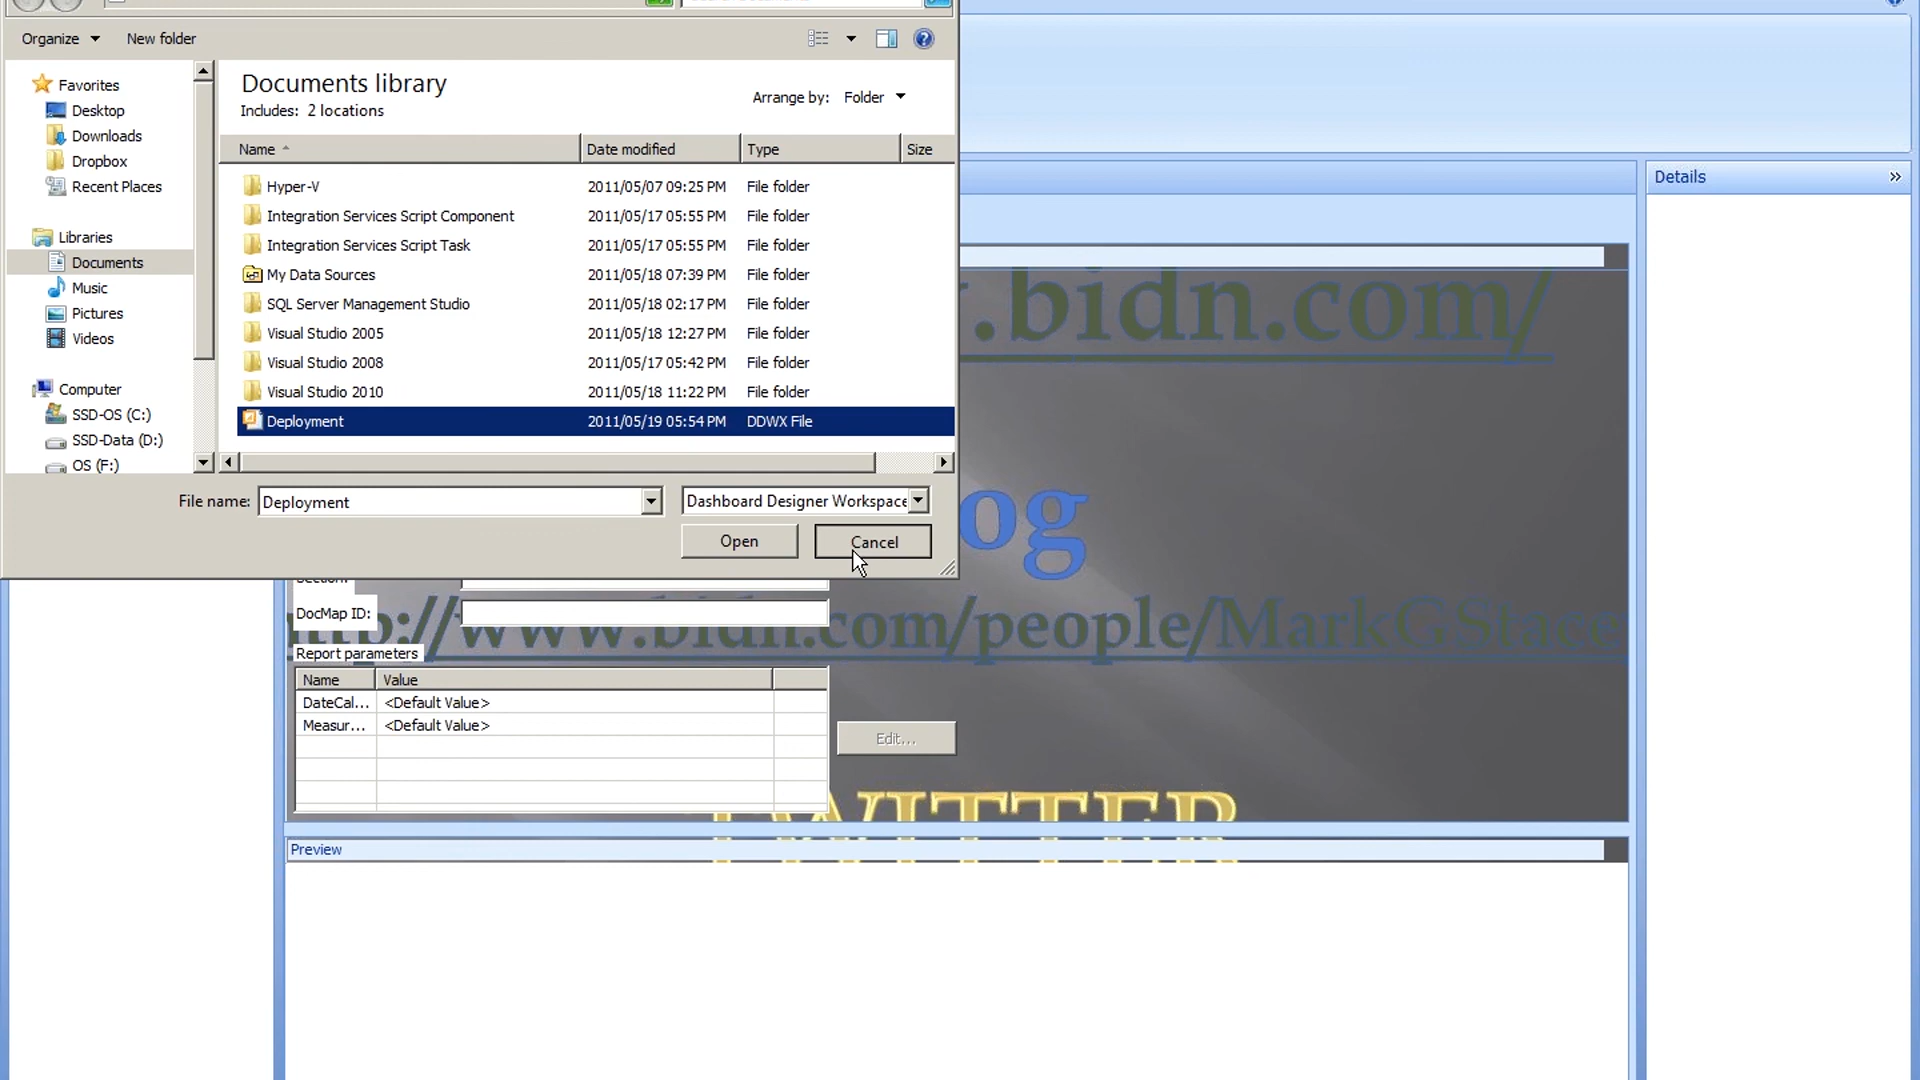 Organize New folder
Documents library
Includes: 2 locations
Arrange by: Folder
Name Date modified Type Size
Favorites
Desktop
Downloads
Dropbox
Recent Places
Libraries
Documents
Music
Pictures
Videos
Computer
SSD-OS (C:)
SSD-Data (D:)
OS (F:)
Hyper-V 2011/05/07 09:25 PM File folder
Integration Services Script Component 2011/05/17 05:55 PM File folder
Integration Services Script Task 2011/05/17 05:55 PM File folder
My Data Sources 2011/05/18 07:39 PM File folder
SQL Server Management Studio 2011/05/18 02:17 PM File folder
Visual Studio 2005 2011/05/18 12:27 PM File folder
Visual Studio 2008 2011/05/17 05:42 PM File folder
Visual Studio 2010 2011/05/18 11:22 PM File folder
Deployment 2011/05/19 05:54 PM DDWX File
File name: Deployment Dashboard Designer Workspace
Open Cancel
Details
.bidn.com/
og
Section:
DocMap ID:
http://www.bidn.com/people/MarkGStace
Report parameters
Name Value
DateCal... <Default Value>
Measur... <Default Value>
Edit...
TWITTER
Preview